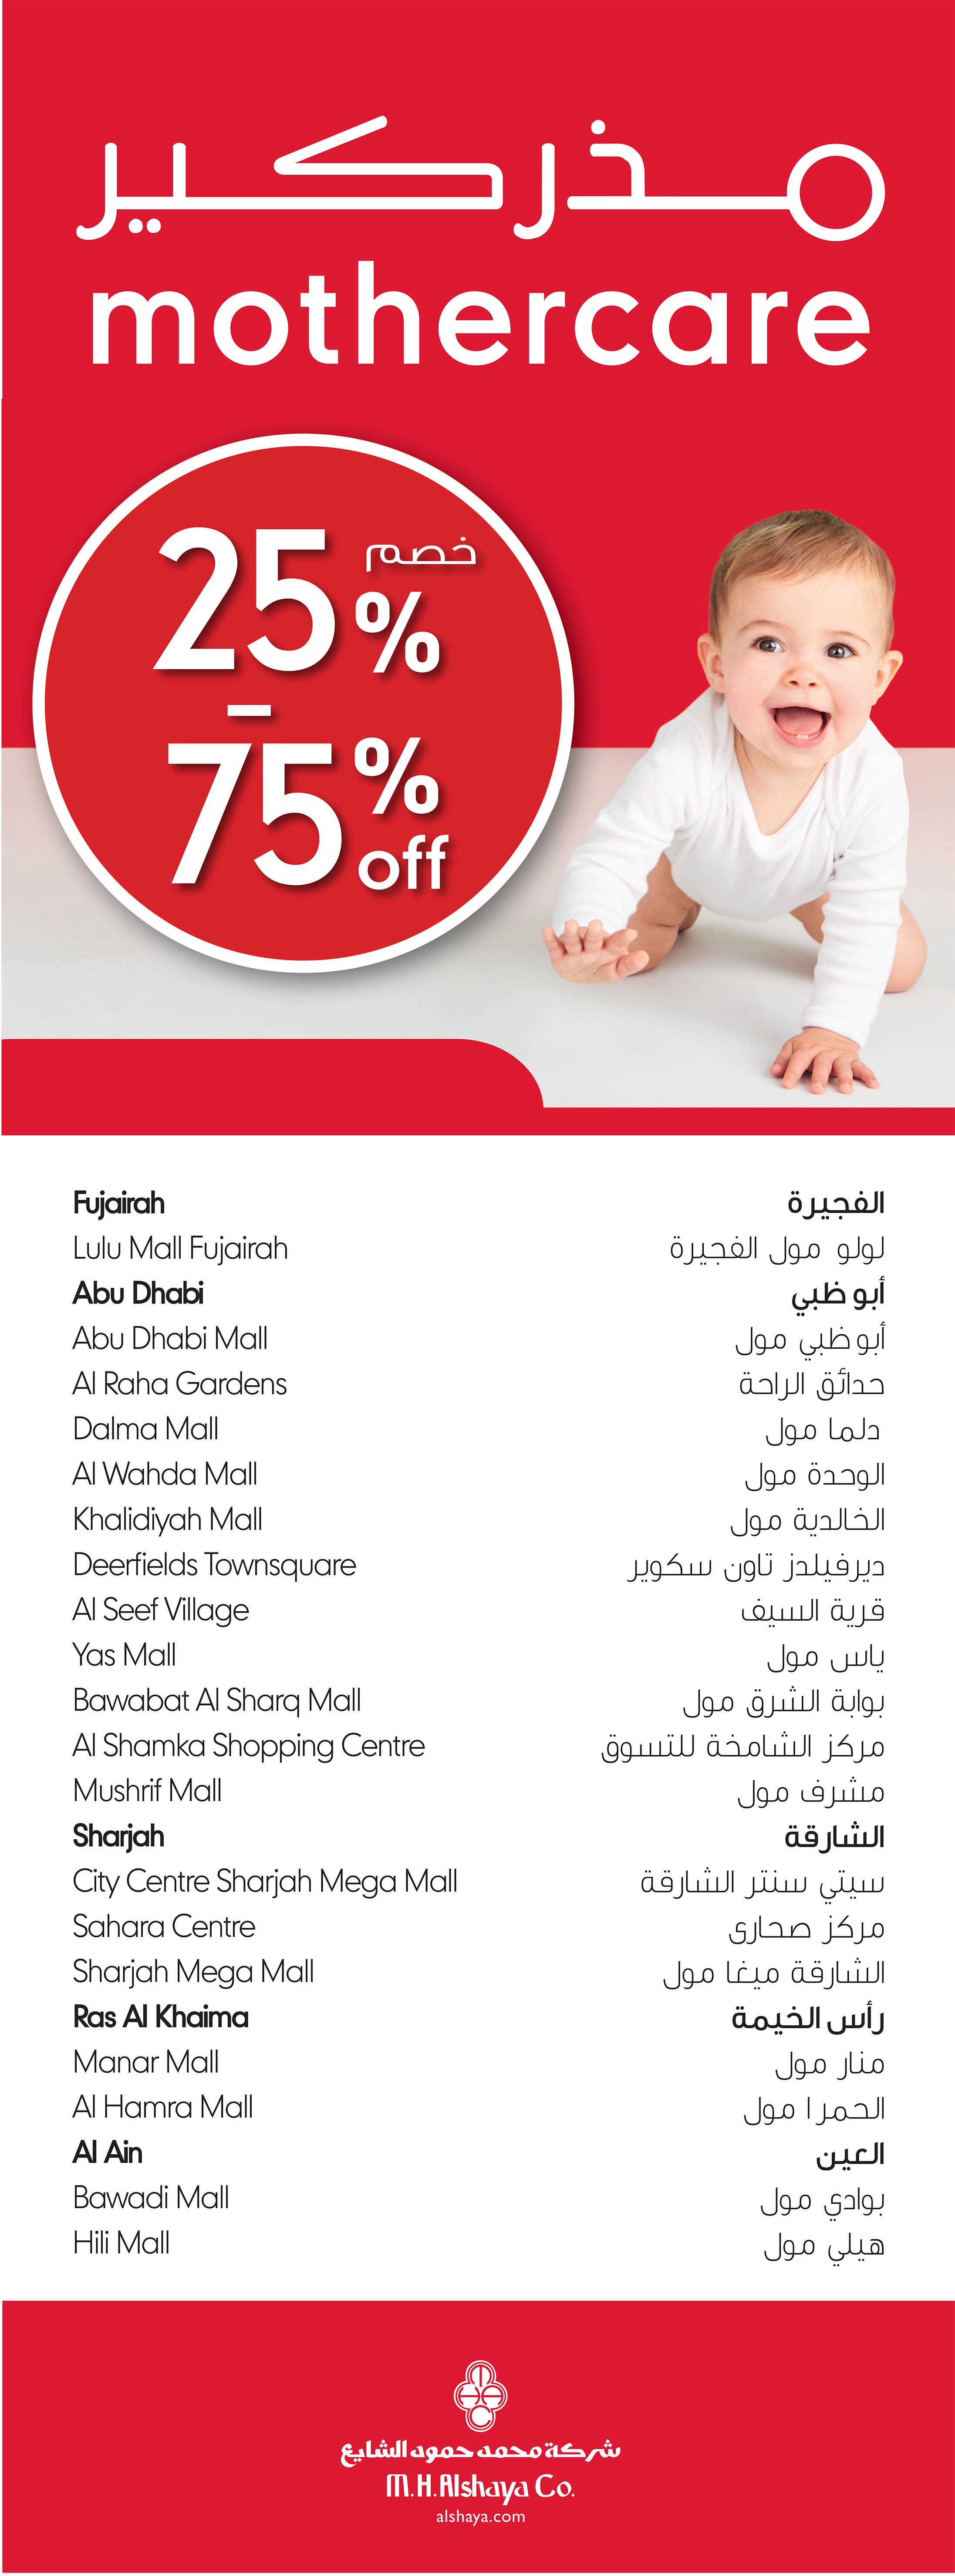 مذركير
mothercare
خصم
25%
-
75%
off
Fujairah الفجيرة
Lulu Mall Fujairah لولو مول الفجيرة
Abu Dhabi أبو ظبي
Abu Dhabi Mall أبو ظبي مول
Al Raha Gardens حدائق الراحة
Dalma Mall دلما مول
Al Wahda Mall الوحدة مول
Khalidiyah Mall الخالدية مول
Deerfields Townsquare ديرفيلدز تاون سكوير
Al Seef Village قرية السيف
Yas Mall ياس مول
Bawabat Al Sharq Mall بوابة الشرق مول
Al Shamka Shopping Centre مركز الشامخة للتسوق
Mushrif Mall مشرف مول
Sharjah الشارقة
City Centre Sharjah Mega Mall سيتي سنتر الشارقة
Sahara Centre مركز صحارى
Sharjah Mega Mall الشارقة ميغا مول
Ras Al Khaima رأس الخيمة
Manar Mall منار مول
Al Hamra Mall الحمرا مول
Al Ain العين
Bawadi Mall بوادي مول
Hili Mall هيلي مول
شركة محمد حمود الشايع
M.H.Alshaya Co.
alshaya.com